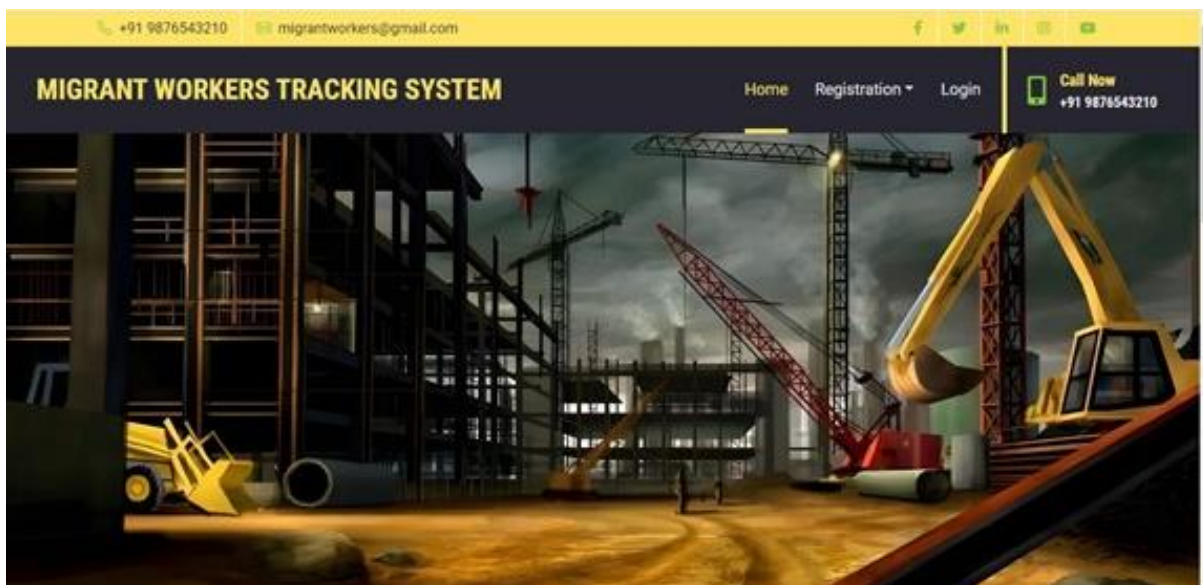 +91 9876543210 migrantworkers@gmail.com
MIGRANT WORKERS TRACKING SYSTEM
Home Registration Login
Call Now
+91 9876543210